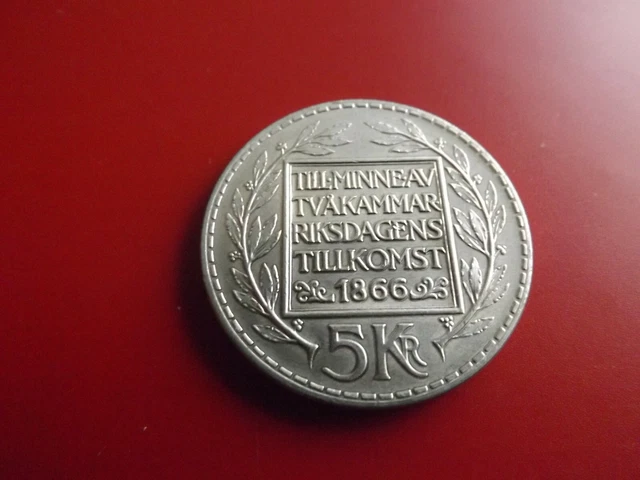 TILL·MINNE·AV
TVÅKAMMAR-
RIKSDAGENS
TILLKOMST
1866
5 KR